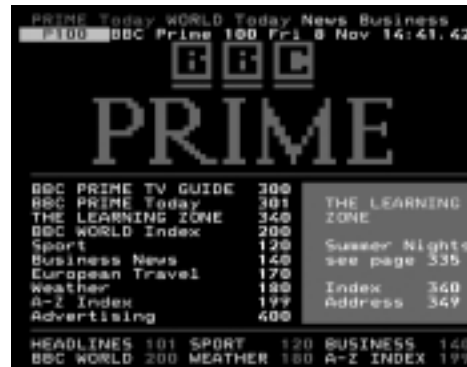 PRIME Today WORLD Today News Business
P100 BBC Prime 100 Fri 8 Nov 14:41.42
BBC
PRIME
BBC PRIME TV GUIDE 300
BBC PRIME Today 301
THE LEARNING ZONE 340
BBC WORLD Index 200
Sport 120
Business News 140
European Travel 170
Weather 180
A-Z Index 199
Advertising 400
THE LEARNING
ZONE
Summer Nights
see page 335
Index 340
Address 349
HEADLINES 101 SPORT 120 BUSINESS 140
BBC WORLD 200 WEATHER 180 A-Z INDEX 199